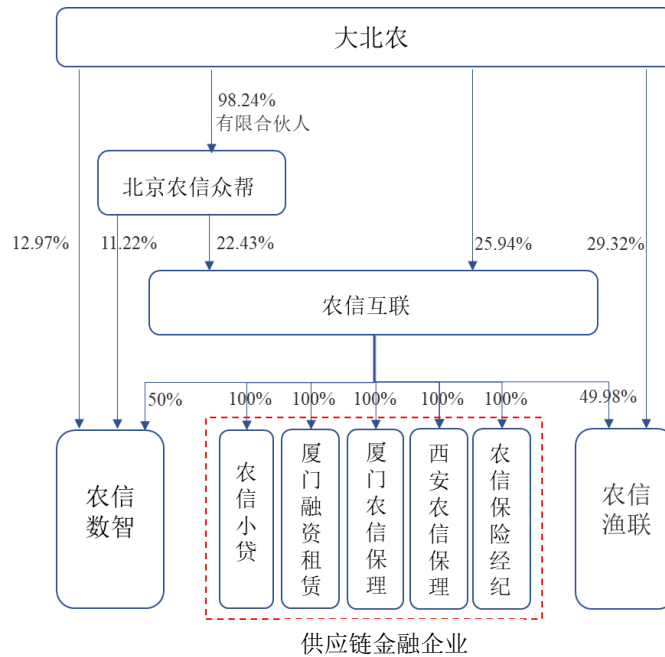 大北农
98.24%
有限合伙人
北京农信众帮
12.97%
11.22%
22.43%
25.94%
29.32%
农信互联
50%
100%
100%
100%
100%
100%
49.98%
农信
数智
农信小贷
厦门融资租赁
厦门农信保理
西安农信保理
农信保险经纪
农信
渔联
供应链金融企业